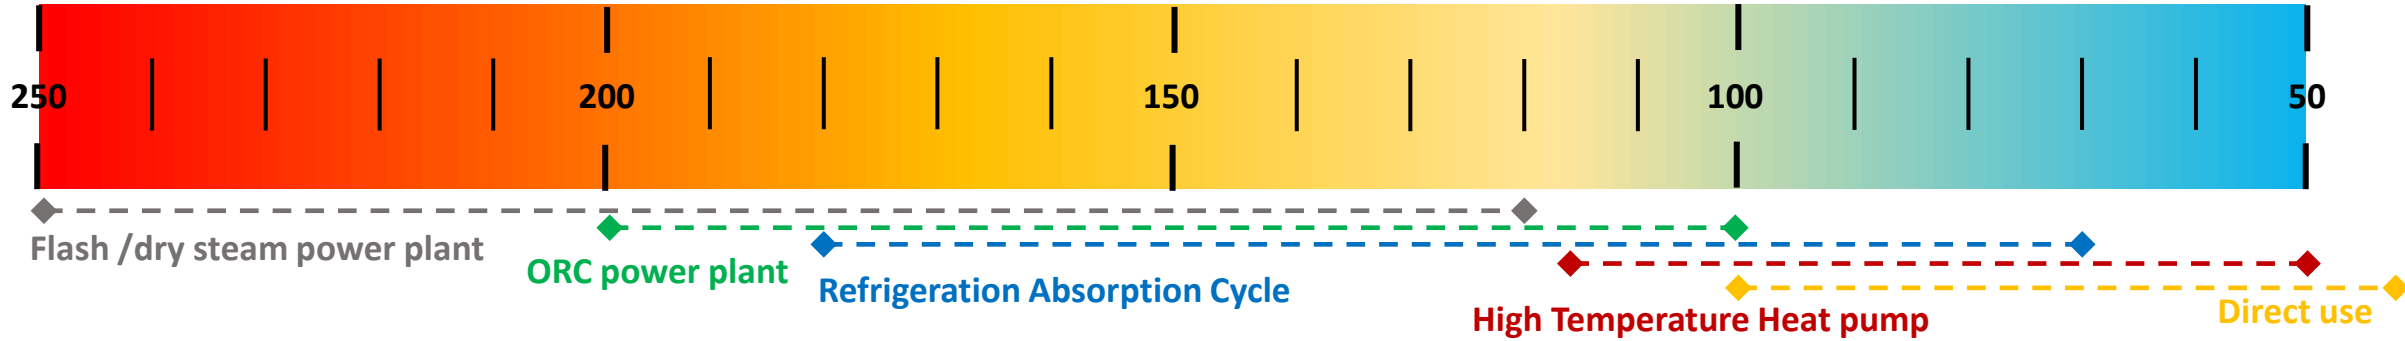 250 200 150 100 50
Flash /dry steam power plant
ORC power plant
Refrigeration Absorption Cycle
High Temperature Heat pump
Direct use